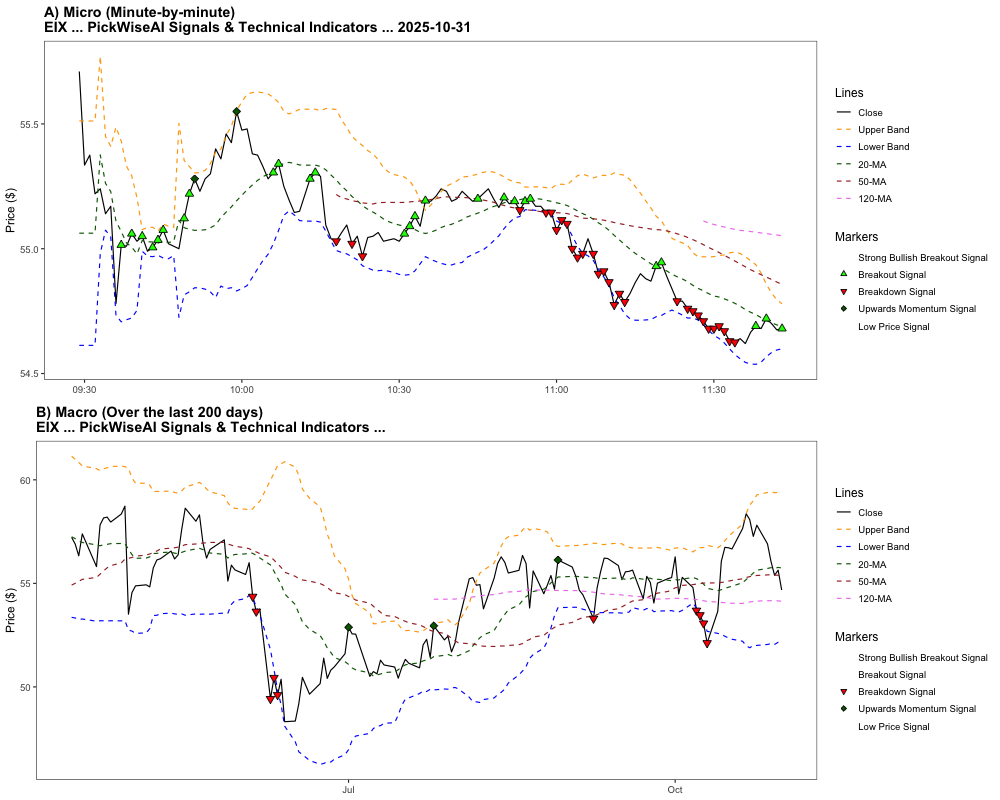 A) Micro (Minute-by-minute)
EIX ... PickWiseAI Signals & Technical Indicators ... 2025-10-31
Price ($)
55.5
55.0
54.5
09:30
10:00
10:30
11:00
11:30
Lines
Close
Upper Band
Lower Band
20-MA
50-MA
120-MA
Markers
Strong Bullish Breakout Signal
Breakout Signal
Breakdown Signal
Upwards Momentum Signal
Low Price Signal
B) Macro (Over the last 200 days)
EIX ... PickWiseAI Signals & Technical Indicators ...
Price ($)
60
55
50
Jul
Oct
Lines
Close
Upper Band
Lower Band
20-MA
50-MA
120-MA
Markers
Strong Bullish Breakout Signal
Breakout Signal
Breakdown Signal
Upwards Momentum Signal
Low Price Signal